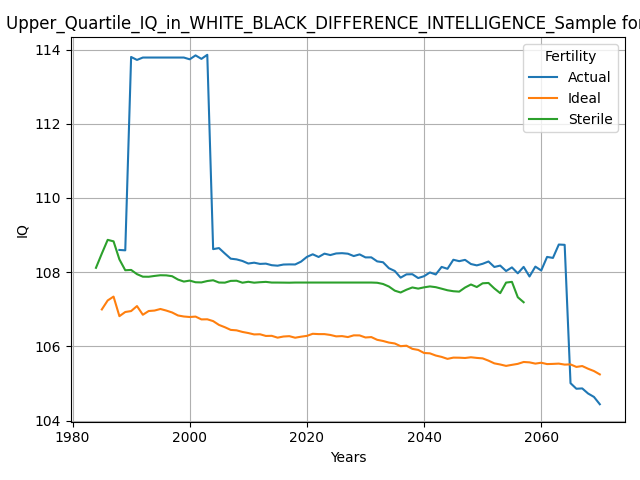 Upper_Quartile_IQ_in_WHITE_BLACK_DIFFERENCE_INTELLIGENCE_Sample for
114
112
110
108
106
104
IQ
Fertility
Actual
Ideal
Sterile
1980
2000
2020
2040
2060
Years